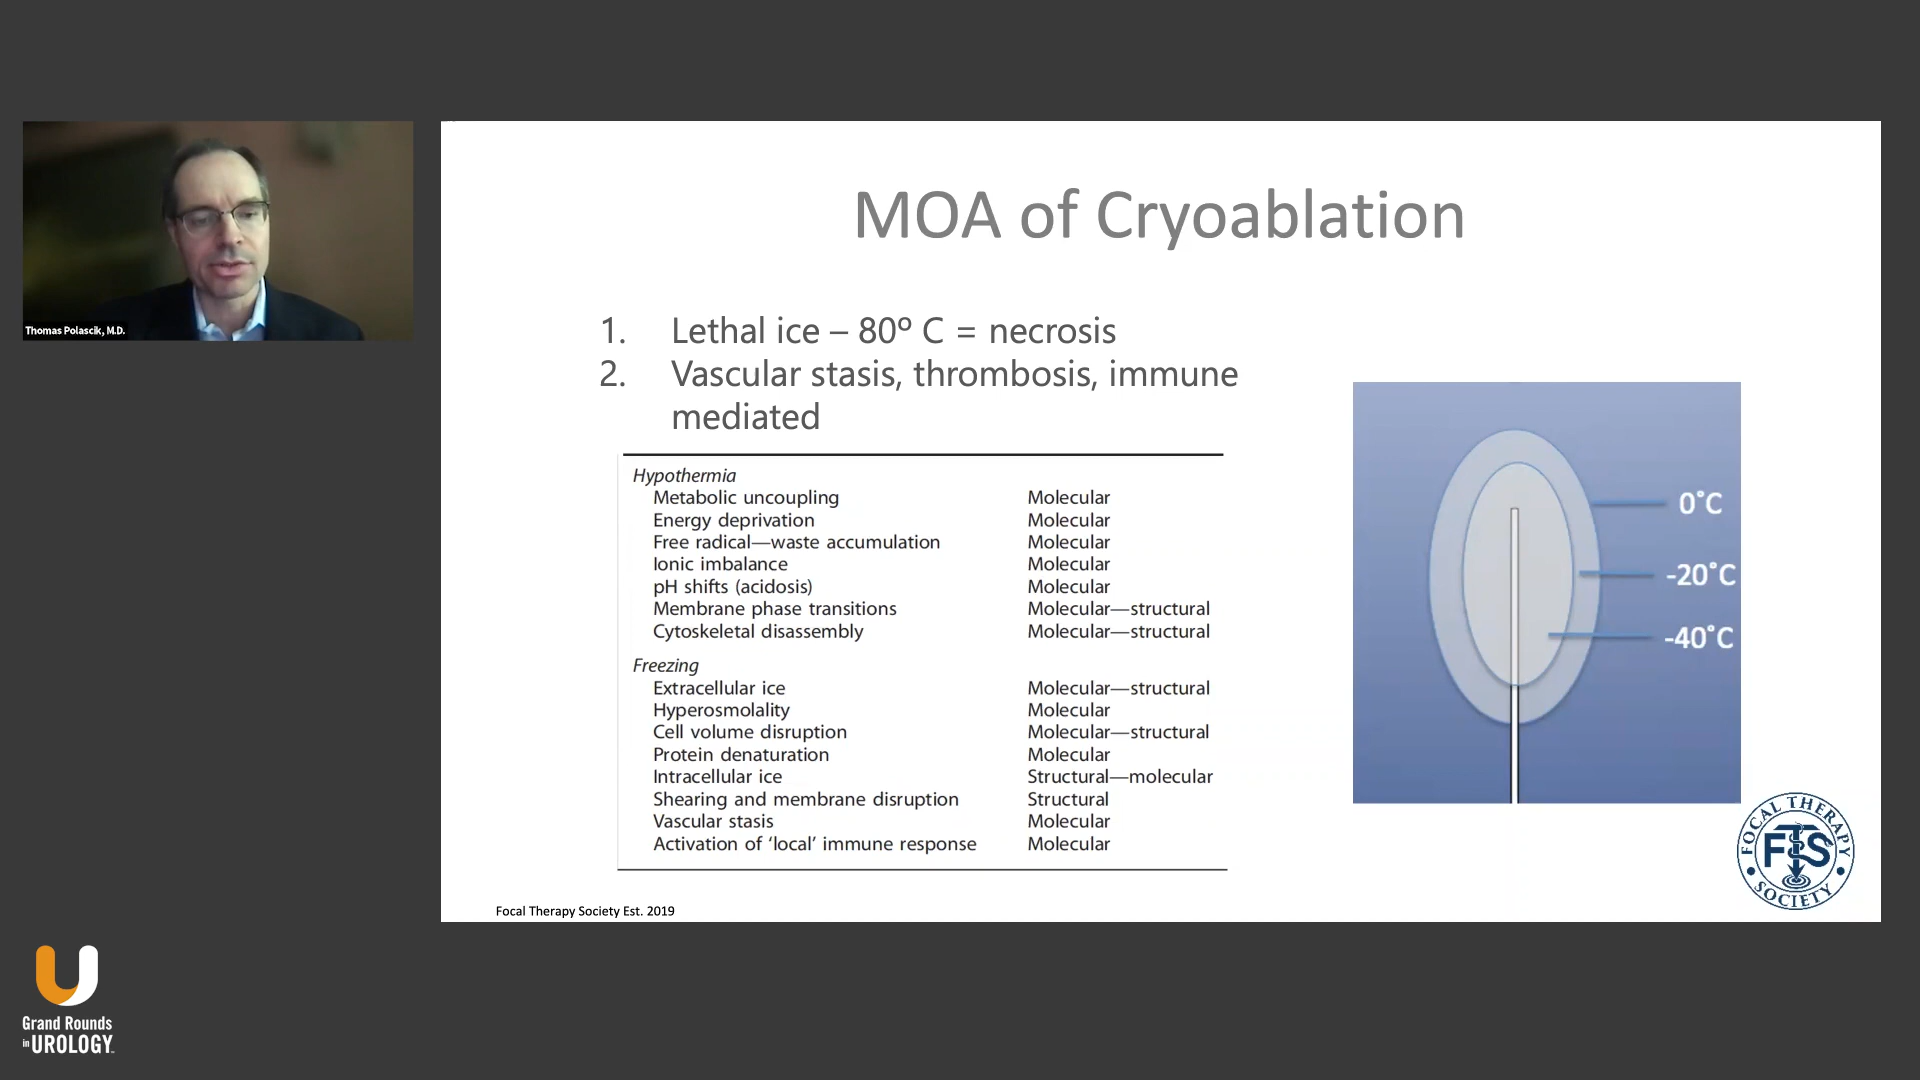 Thomas Polascik, M.D.
MOA of Cryoablation
1. Lethal ice – 80º C = necrosis
2. Vascular stasis, thrombosis, immune
mediated
Hypothermia
Metabolic uncoupling Molecular
Energy deprivation Molecular
Free radical—waste accumulation Molecular
Ionic imbalance Molecular
pH shifts (acidosis) Molecular
Membrane phase transitions Molecular—structural
Cytoskeletal disassembly Molecular—structural
Freezing
Extracellular ice Molecular—structural
Hyperosmolality Molecular
Cell volume disruption Molecular—structural
Protein denaturation Molecular
Intracellular ice Structural—molecular
Shearing and membrane disruption Structural
Vascular stasis Molecular
Activation of ‘local’ immune response Molecular
0˚C
-20˚C
-40˚C
FOCAL THERAPY
FTS
SOCIETY
Focal Therapy Society Est. 2019
Grand Rounds
in UROLOGY